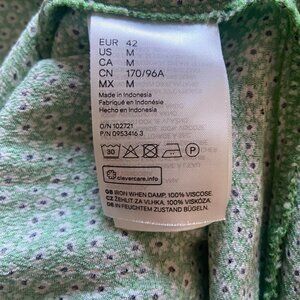 EUR 42
US M
CA M
CN 170/96A
MX M
Made in Indonesia
Fabriqué en Indonésie
Hecho en Indonesia
O/N 102721
P/N 0953416 3
30
P
clevercare.info
GB IRON WHEN DAMP. 100% VISCOSE.
CZ ŽEHLIT ZA VLHKA. 100% VISCOSE
DE IN FEUCHTEM ZUSTAND BÜGELN.